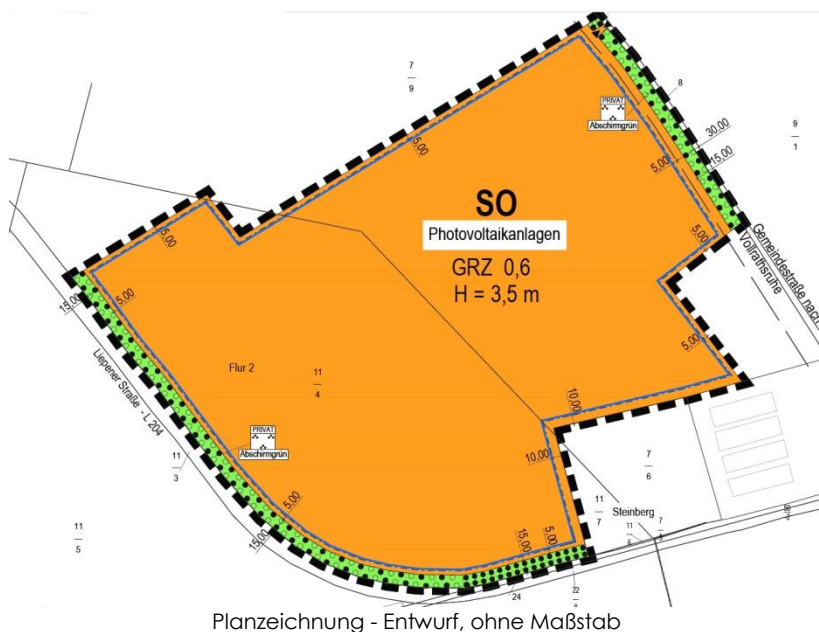 7
9
8
PRIVAT
Abschirmgrün
9
1
30,00
15,00
5,00
5,00
5,00
SO
Photovoltaikanlagen
GRZ 0,6
H = 3,5 m
5,00
Gemeindestraße nach
Vollrathsruhe
15,00
5,00
5,00
Liepener Straße - L 204
Flur 2
11
4
10,00
10,00
PRIVAT
Abschirmgrün
11
3
7
6
11
7
Steinberg
11
7
5,00
15,00
15,00
5,00
11
5
24
22
Planzeichnung - Entwurf, ohne Maßstab